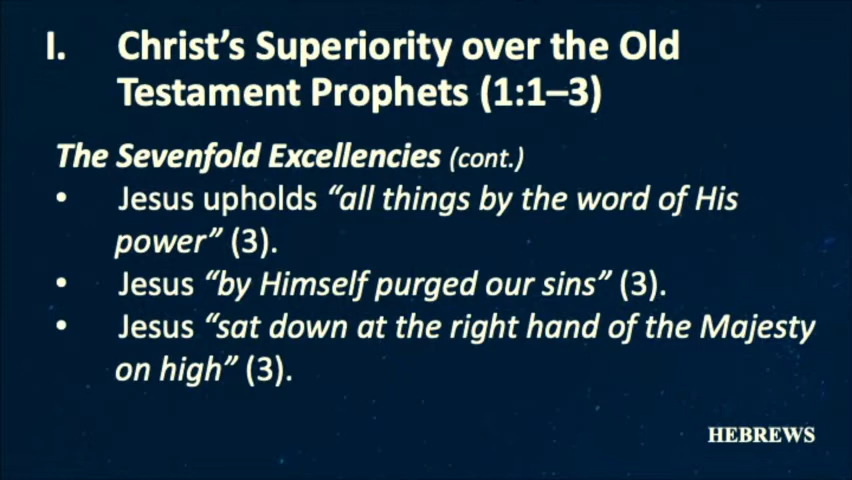 I. Christ’s Superiority over the Old
Testament Prophets (1:1–3)
The Sevenfold Excellencies (cont.)
• Jesus upholds “all things by the word of His
power” (3).
• Jesus “by Himself purged our sins” (3).
• Jesus “sat down at the right hand of the Majesty
on high” (3).
HEBREWS